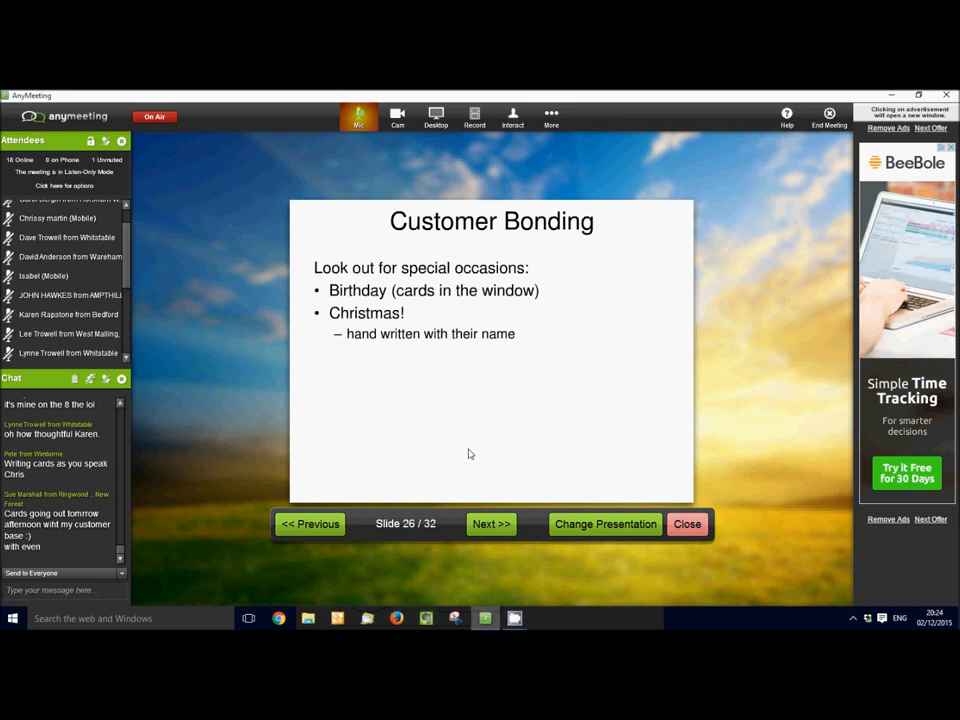 AnyMeeting
anymeeting
On Air
Mic
Cam
Desktop
Record
Interact
More
Help
End Meeting
Clicking on advertisement
will open a new window.
Remove Ads Next Offer
Attendees
18 Online 0 on Phone 1 Unmuted
The meeting is in Listen-Only Mode
Click here for options
Chrissy martin (Mobile)
Dave Trowell from Whitstable
David Anderson from Wareham
Isabel (Mobile)
JOHN HAWKES from AMPTHILL
Karen Rapstone from Bedford
Lee Trowell from West Malling,
Lynne Trowell from Whitstable
Chat
it's mine on the 8 the lol
Lynne Trowell from Whitstable
oh how thoughtful Karen.
Pete from Wimborne
Writing cards as you speak
Chris
Sue Marshall from Ringwood .. New
Forest
Cards going out tomrrow
afternoon wiht my customer
base :)
with even
Send to Everyone
Type your message here...
Customer Bonding
Look out for special occasions:
• Birthday (cards in the window)
• Christmas!
– hand written with their name
<< Previous
Slide 26 / 32
Next >>
Change Presentation
Close
BeeBole
Simple Time
Tracking
For smarter
decisions
Try it Free
for 30 Days
Remove Ads Next Offer
Search the web and Windows
ENG
20:24
02/12/2015